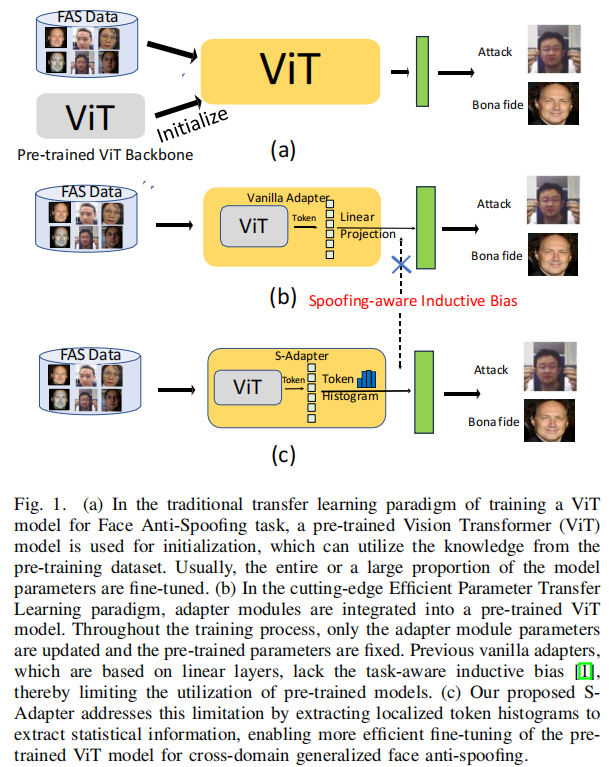 FAS Data
ViT
Attack
ViT
Initialize
Bona fide
Pre-trained ViT Backbone
(a)
FAS Data
Vanilla Adapter
ViT
Token
Linear
Projection
Attack
Bona fide
(b)
Spoofing-aware Inductive Bias
FAS Data
S-Adapter
ViT
Token
Token
Histogram
Attack
Bona fide
(c)
Fig. 1. (a) In the traditional transfer learning paradigm of training a ViT
model for Face Anti-Spoofing task, a pre-trained Vision Transformer (ViT)
model is used for initialization, which can utilize the knowledge from the
pre-training dataset. Usually, the entire or a large proportion of the model
parameters are fine-tuned. (b) In the cutting-edge Efficient Parameter Transfer
Learning paradigm, adapter modules are integrated into a pre-trained ViT
model. Throughout the training process, only the adapter module parameters
are updated and the pre-trained parameters are fixed. Previous vanilla adapters,
which are based on linear layers, lack the task-aware inductive bias [1],
thereby limiting the utilization of pre-trained models. (c) Our proposed S-
Adapter addresses this limitation by extracting localized token histograms to
extract statistical information, enabling more efficient fine-tuning of the pre-
trained ViT model for cross-domain generalized face anti-spoofing.